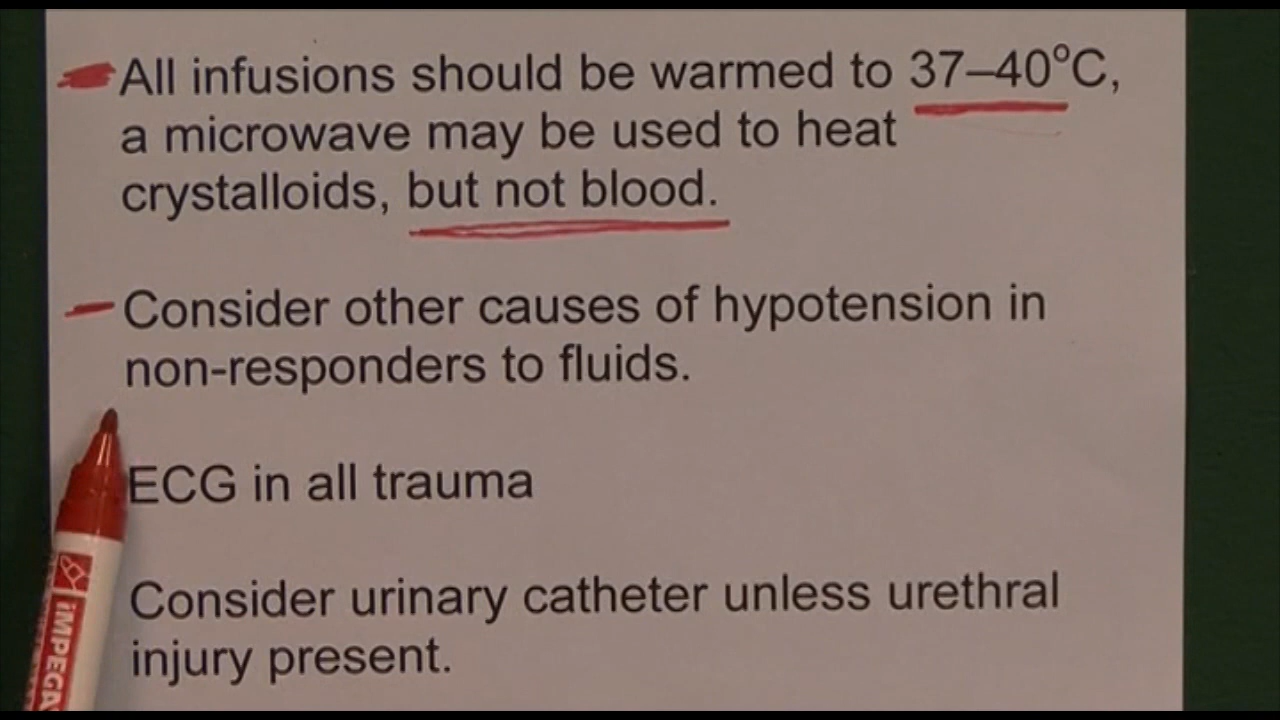 All infusions should be warmed to 37–40°C,
a microwave may be used to heat
crystalloids, but not blood.
Consider other causes of hypotension in
non-responders to fluids.
ECG in all trauma
Consider urinary catheter unless urethral
injury present.
iMPEGA